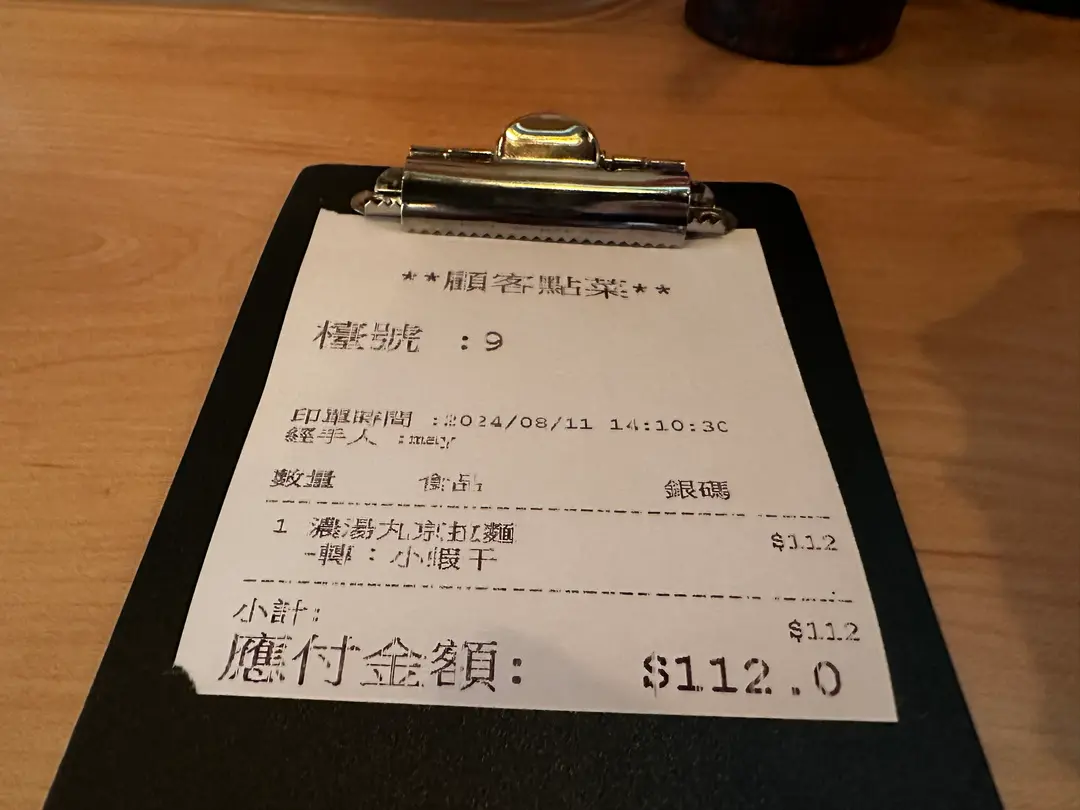 **顧客點菜**
檯號 :9
印單時間 :2024/08/11 14:10:30
經手人 :mary
數量 食品 銀碼
1 濃湯丸京拉麵 $112
-轉：小蝦干
小計: $112
應付金額: $112.0